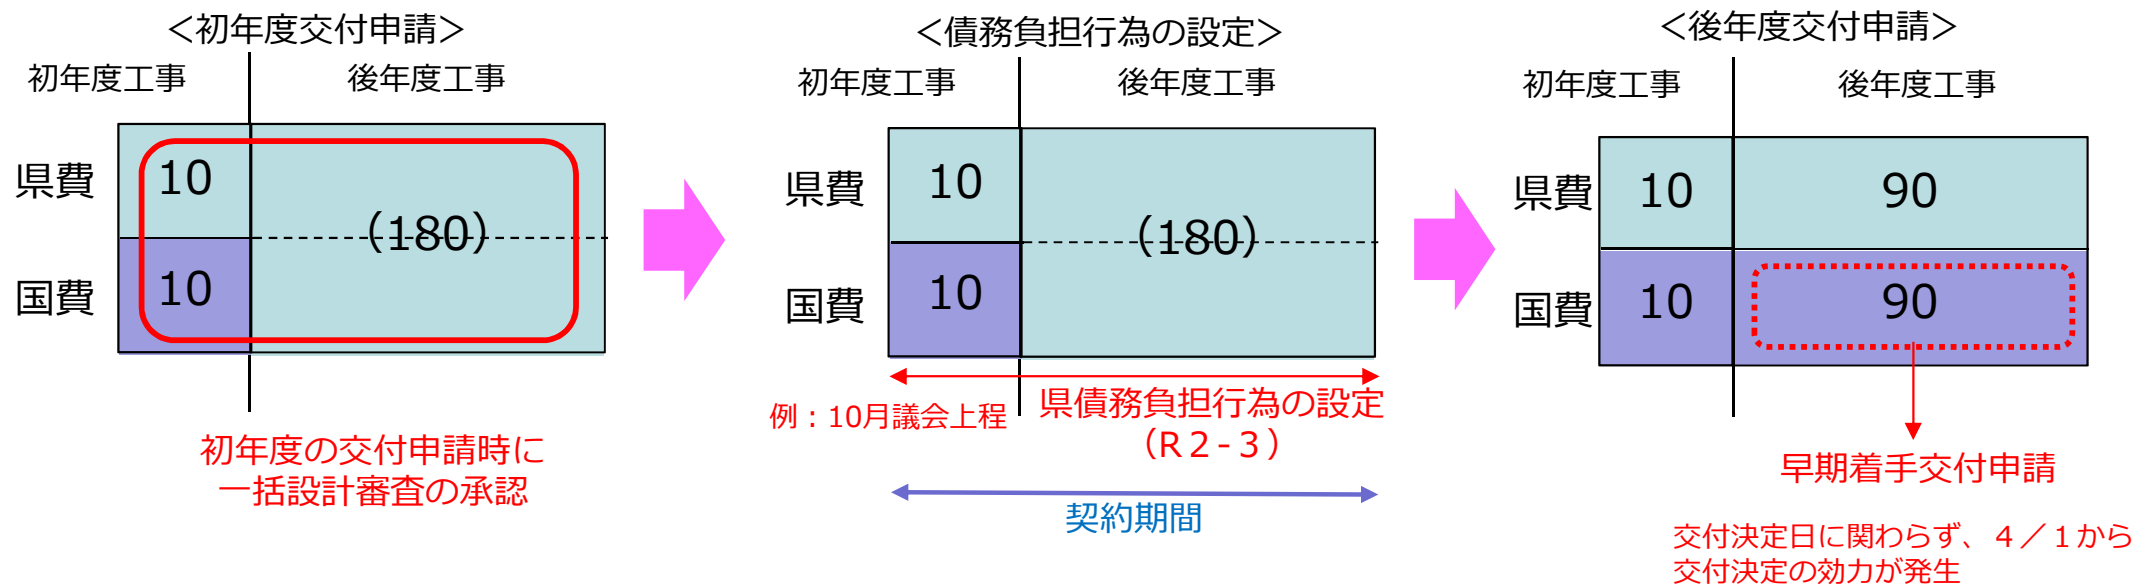 ＜初年度交付申請＞
初年度工事
後年度工事
県費
10
（180）
国費
10
初年度の交付申請時に
一括設計審査の承認
＜債務負担行為の設定＞
初年度工事
後年度工事
県費
10
（180）
国費
10
例：10月議会上程
県債務負担行為の設定
（Ｒ２-３）
契約期間
＜後年度交付申請＞
初年度工事
後年度工事
県費
10
90
国費
10
90
早期着手交付申請
交付決定日に関わらず、４／１から
交付決定の効力が発生